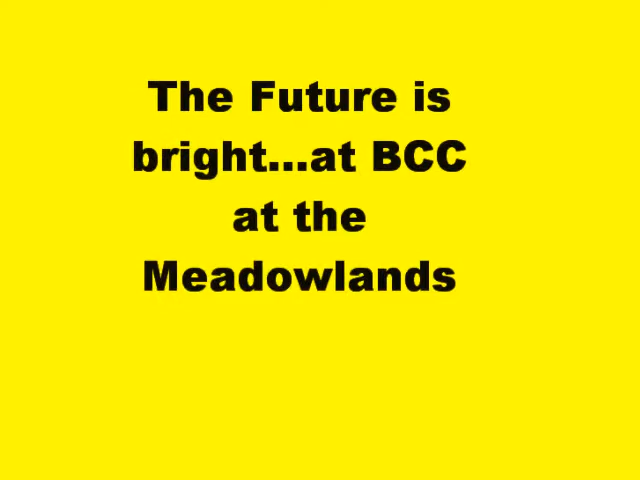 The Future is
bright...at BCC
at the
Meadowlands